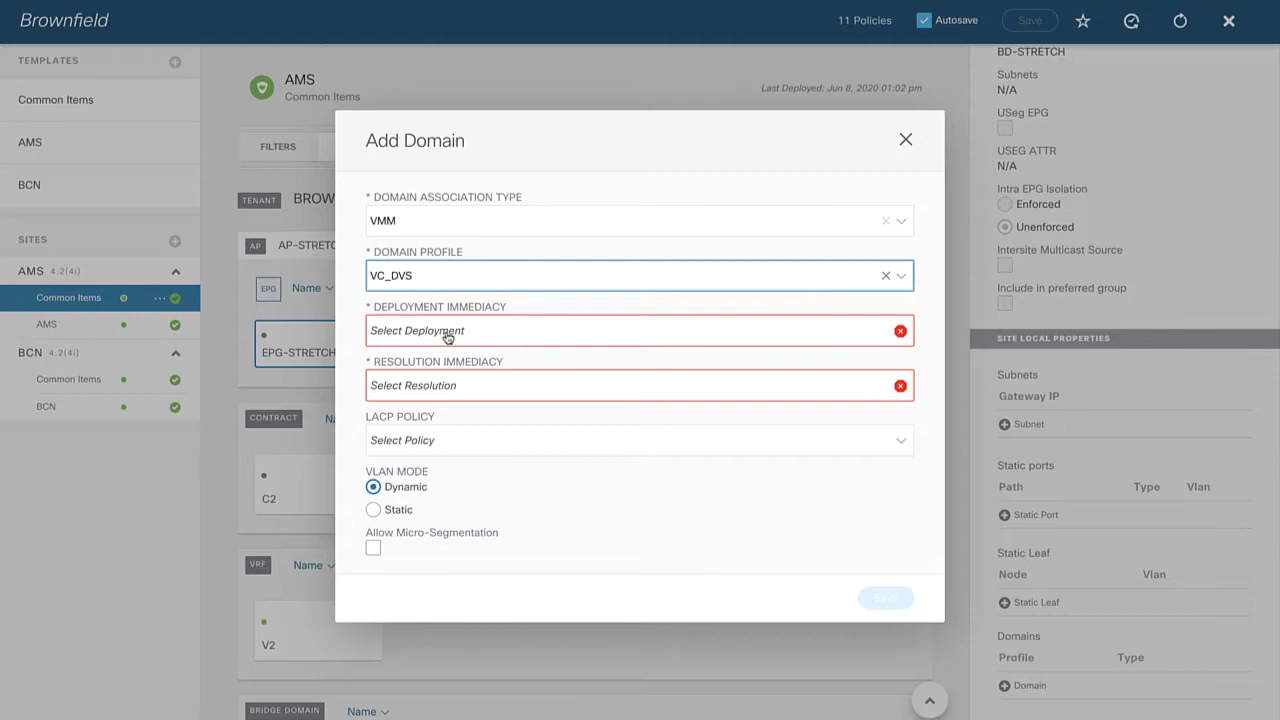 Brownfield
11 Policies
Autosave
Save
TEMPLATES
Common Items
AMS
BCN
SITES
AMS 4.2(4i)
Common Items
AMS
BCN 4.2(4i)
Common Items
BCN
AMS
Common Items
Last Deployed: Jun 8, 2020 01:02 pm
FILTERS
TENANT BROW
AP AP-STRETC
EPG Name
EPG-STRETCH
CONTRACT Na
C2
VRF Name
V2
BRIDGE DOMAIN Name
Add Domain
* DOMAIN ASSOCIATION TYPE
VMM
* DOMAIN PROFILE
VC_DVS
* DEPLOYMENT IMMEDIACY
Select Deployment
* RESOLUTION IMMEDIACY
Select Resolution
LACP POLICY
Select Policy
VLAN MODE
Dynamic
Static
Allow Micro-Segmentation
BD-STRETCH
Subnets
N/A
USeg EPG
USEG ATTR
N/A
Intra EPG Isolation
Enforced
Unenforced
Intersite Multicast Source
Include in preferred group
SITE LOCAL PROPERTIES
Subnets
Gateway IP
Subnet
Static ports
Path Type Vlan
Static Port
Static Leaf
Node Vlan
Static Leaf
Domains
Profile Type
Domain